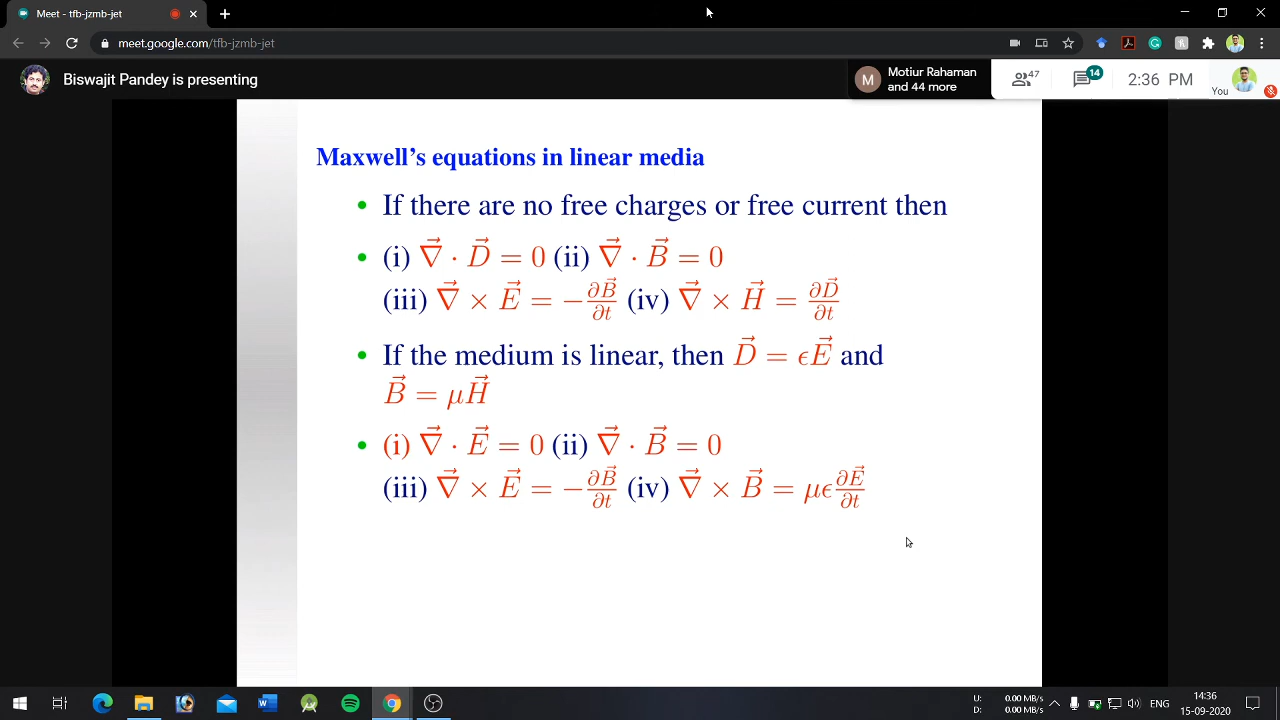 Meet - tfb-jzmb-jet
meet.google.com/tfb-jzmb-jet
Biswajit Pandey is presenting
M
Motiur Rahaman
and 44 more
47
14
2:36 PM
You
Maxwell’s equations in linear media
• If there are no free charges or free current then
• (i) ∇⃗ · D⃗ = 0 (ii) ∇⃗ · B⃗ = 0
(iii) ∇⃗ × E⃗ = −∂B⃗/∂t (iv) ∇⃗ × H⃗ = ∂D⃗/∂t
• If the medium is linear, then D⃗ = ϵE⃗ and
B⃗ = μH⃗
• (i) ∇⃗ · E⃗ = 0 (ii) ∇⃗ · B⃗ = 0
(iii) ∇⃗ × E⃗ = −∂B⃗/∂t (iv) ∇⃗ × B⃗ = μϵ∂E⃗/∂t
U: 0.00 MB/s
D: 0.00 MB/s
ENG
14:36
15-09-2020